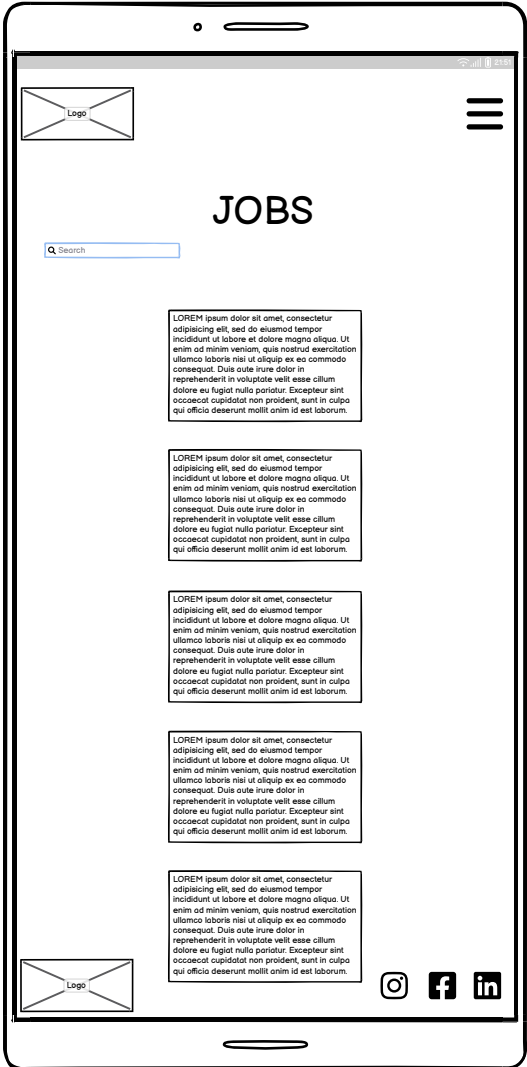 21:51
Logo
JOBS
Search
LOREM ipsum dolor sit amet, consectetur
adipisicing elit, sed do eiusmod tempor
incididunt ut labore et dolore magna aliqua. Ut
enim ad minim veniam, quis nostrud exercitation
ullamco laboris nisi ut aliquip ex ea commodo
consequat. Duis aute irure dolor in
reprehenderit in voluptate velit esse cillum
dolore eu fugiat nulla pariatur. Excepteur sint
occaecat cupidatat non proident, sunt in culpa
qui officia deserunt mollit anim id est laborum.
LOREM ipsum dolor sit amet, consectetur
adipisicing elit, sed do eiusmod tempor
incididunt ut labore et dolore magna aliqua. Ut
enim ad minim veniam, quis nostrud exercitation
ullamco laboris nisi ut aliquip ex ea commodo
consequat. Duis aute irure dolor in
reprehenderit in voluptate velit esse cillum
dolore eu fugiat nulla pariatur. Excepteur sint
occaecat cupidatat non proident, sunt in culpa
qui officia deserunt mollit anim id est laborum.
LOREM ipsum dolor sit amet, consectetur
adipisicing elit, sed do eiusmod tempor
incididunt ut labore et dolore magna aliqua. Ut
enim ad minim veniam, quis nostrud exercitation
ullamco laboris nisi ut aliquip ex ea commodo
consequat. Duis aute irure dolor in
reprehenderit in voluptate velit esse cillum
dolore eu fugiat nulla pariatur. Excepteur sint
occaecat cupidatat non proident, sunt in culpa
qui officia deserunt mollit anim id est laborum.
LOREM ipsum dolor sit amet, consectetur
adipisicing elit, sed do eiusmod tempor
incididunt ut labore et dolore magna aliqua. Ut
enim ad minim veniam, quis nostrud exercitation
ullamco laboris nisi ut aliquip ex ea commodo
consequat. Duis aute irure dolor in
reprehenderit in voluptate velit esse cillum
dolore eu fugiat nulla pariatur. Excepteur sint
occaecat cupidatat non proident, sunt in culpa
qui officia deserunt mollit anim id est laborum.
LOREM ipsum dolor sit amet, consectetur
adipisicing elit, sed do eiusmod tempor
incididunt ut labore et dolore magna aliqua. Ut
enim ad minim veniam, quis nostrud exercitation
ullamco laboris nisi ut aliquip ex ea commodo
consequat. Duis aute irure dolor in
reprehenderit in voluptate velit esse cillum
dolore eu fugiat nulla pariatur. Excepteur sint
occaecat cupidatat non proident, sunt in culpa
qui officia deserunt mollit anim id est laborum.
Logo